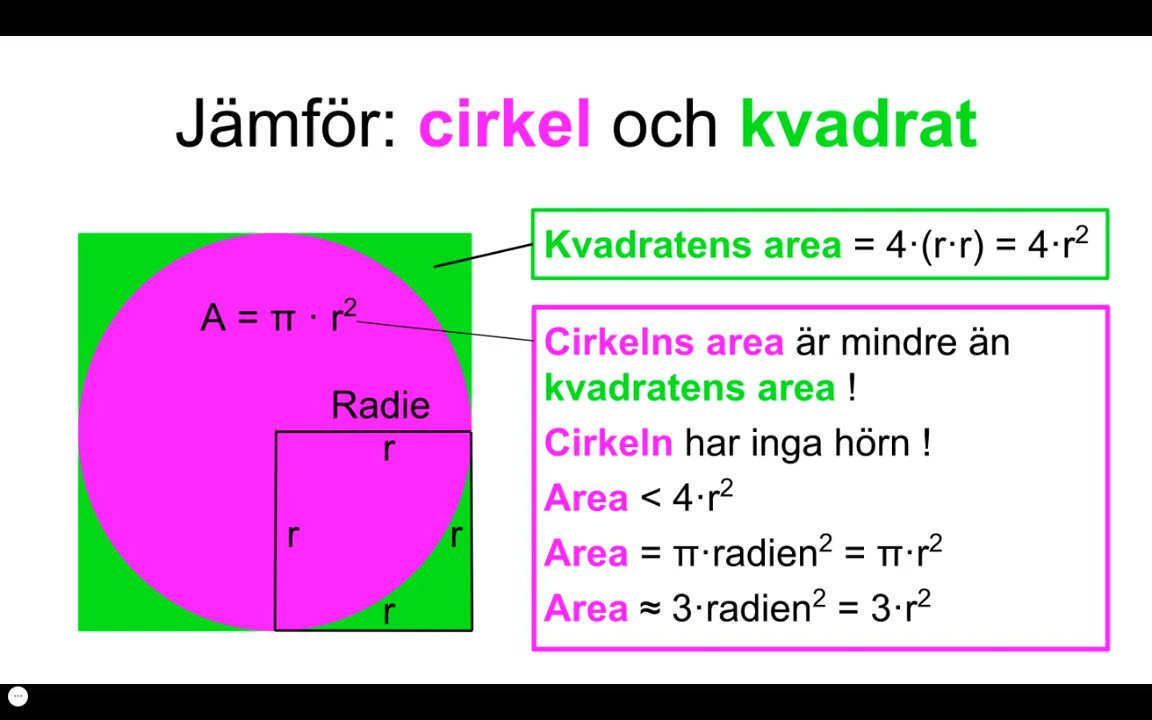 Jämför: cirkel och kvadrat
Kvadratens area = 4·(r·r) = 4·r²
A = π · r²
Radie
r
r
r
r
Cirkelns area är mindre än
kvadratens area !
Cirkeln har inga hörn !
Area < 4·r²
Area = π·radien² = π·r²
Area ≈ 3·radien² = 3·r²